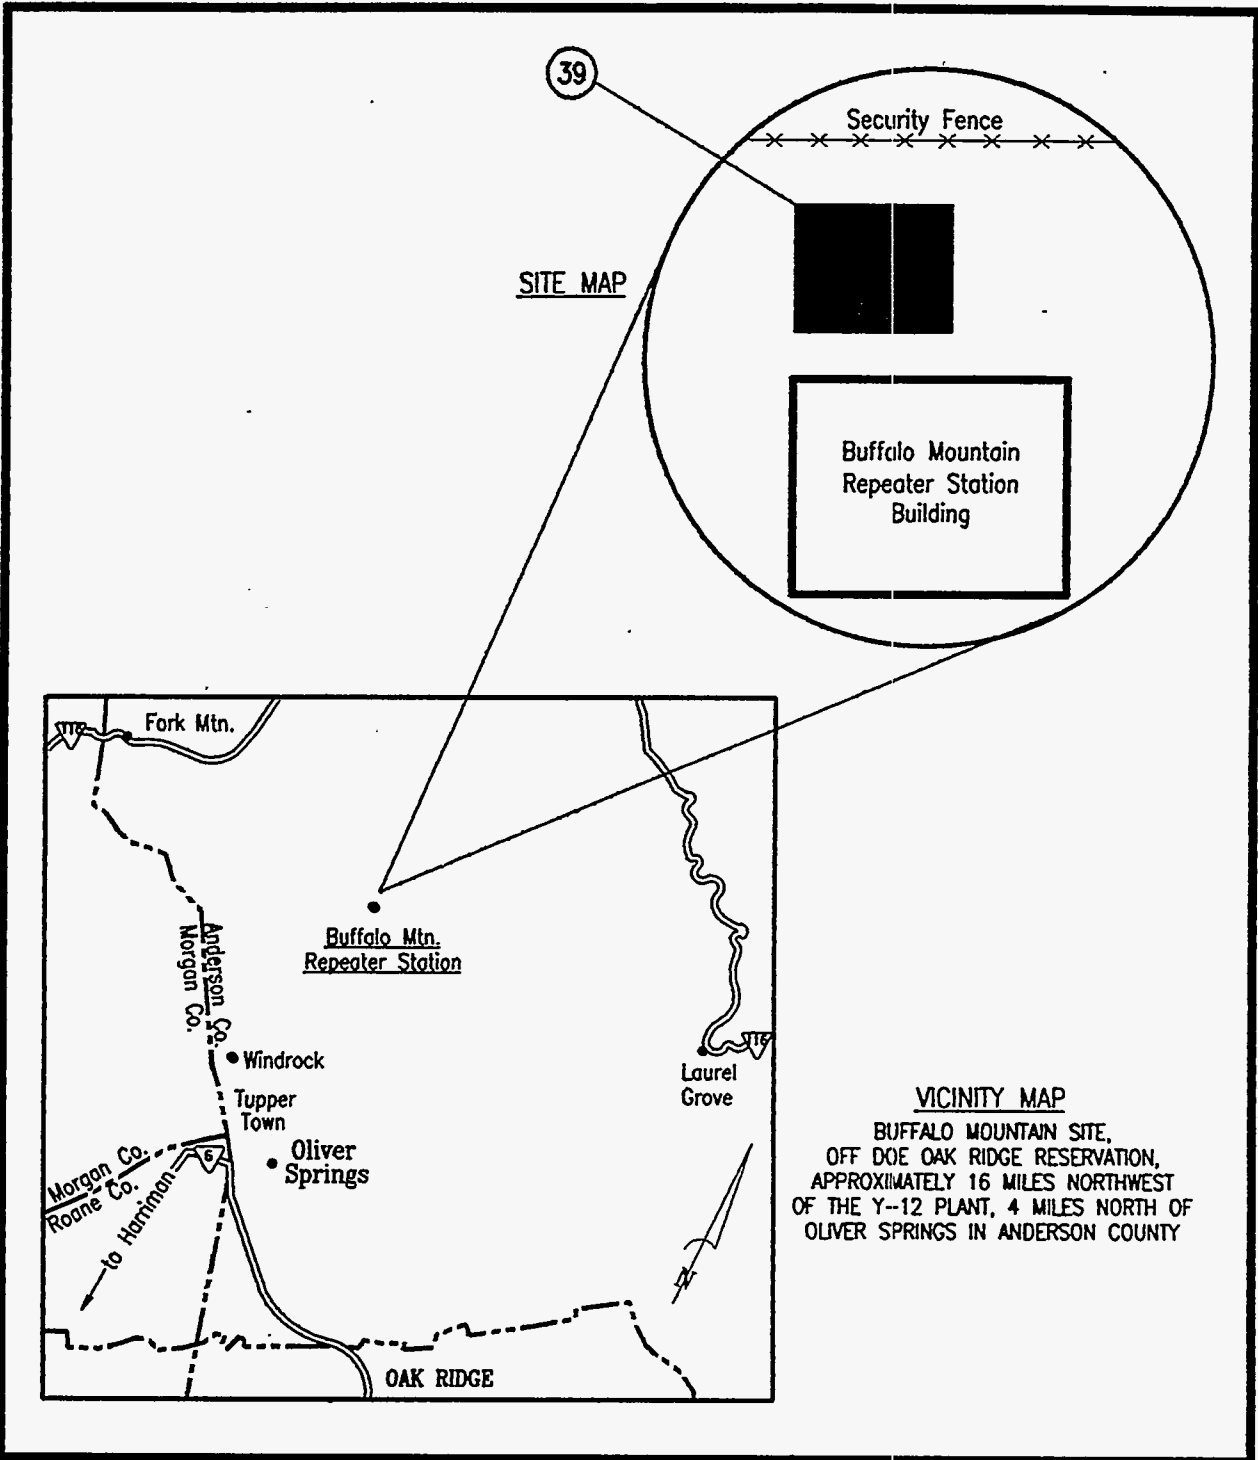 39
Security Fence
SITE MAP
Buffalo Mountain
Repeater Station
Building
116
Fork Mtn.
Buffalo Mtn.
Repeater Station
Anderson Co.
Morgan Co.
Windrock
116
Laurel
Grove
Tupper
Town
6
Oliver
Springs
Morgan Co.
Roane Co.
to Harriman
N
OAK RIDGE
VICINITY MAP
BUFFALO MOUNTAIN SITE,
OFF DOE OAK RIDGE RESERVATION,
APPROXIMATELY 16 MILES NORTHWEST
OF THE Y--12 PLANT, 4 MILES NORTH OF
OLIVER SPRINGS IN ANDERSON COUNTY